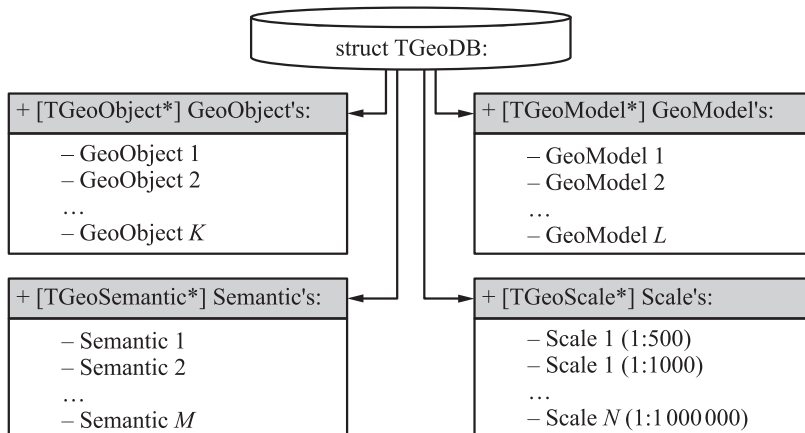 struct TGeoDB:
+ [TGeoObject*] GeoObject's:
– GeoObject 1
– GeoObject 2
…
– GeoObject K
+ [TGeoModel*] GeoModel's:
– GeoModel 1
– GeoModel 2
…
– GeoModel L
+ [TGeoSemantic*] Semantic's:
– Semantic 1
– Semantic 2
…
– Semantic M
+ [TGeoScale*] Scale's:
– Scale 1 (1:500)
– Scale 1 (1:1000)
…
– Scale N (1:1 000 000)